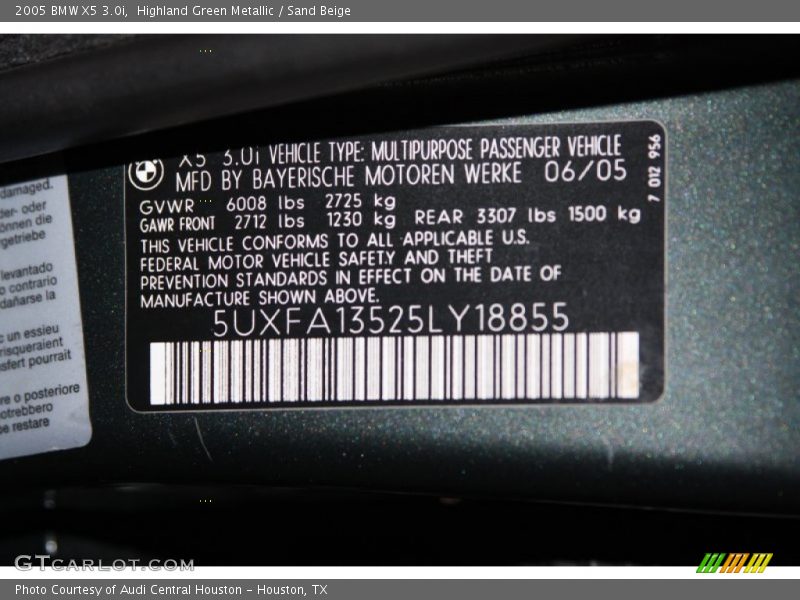 2005 BMW X5 3.0i,  Highland Green Metallic / Sand Beige
X5 3.0i VEHICLE TYPE: MULTIPURPOSE PASSENGER VEHICLE
MFD BY BAYERISCHE MOTOREN WERKE 06/05
7 012 956
GVWR 6008 lbs 2725 kg
GAWR FRONT 2712 lbs 1230 kg REAR 3307 lbs 1500 kg
THIS VEHICLE CONFORMS TO ALL APPLICABLE U.S.
FEDERAL MOTOR VEHICLE SAFETY AND THEFT
PREVENTION STANDARDS IN EFFECT ON THE DATE OF
MANUFACTURE SHOWN ABOVE.
5UXFA13525LY18855
damaged.
der- oder
önnen die
rgetriebe
levantado
o contrario
dañarse la
c un essieu
risqueraient
sfert pourrait
re o posteriore
otrebbero
be restare
GTCARLOT.COM
Photo Courtesy of Audi Central Houston - Houston, TX